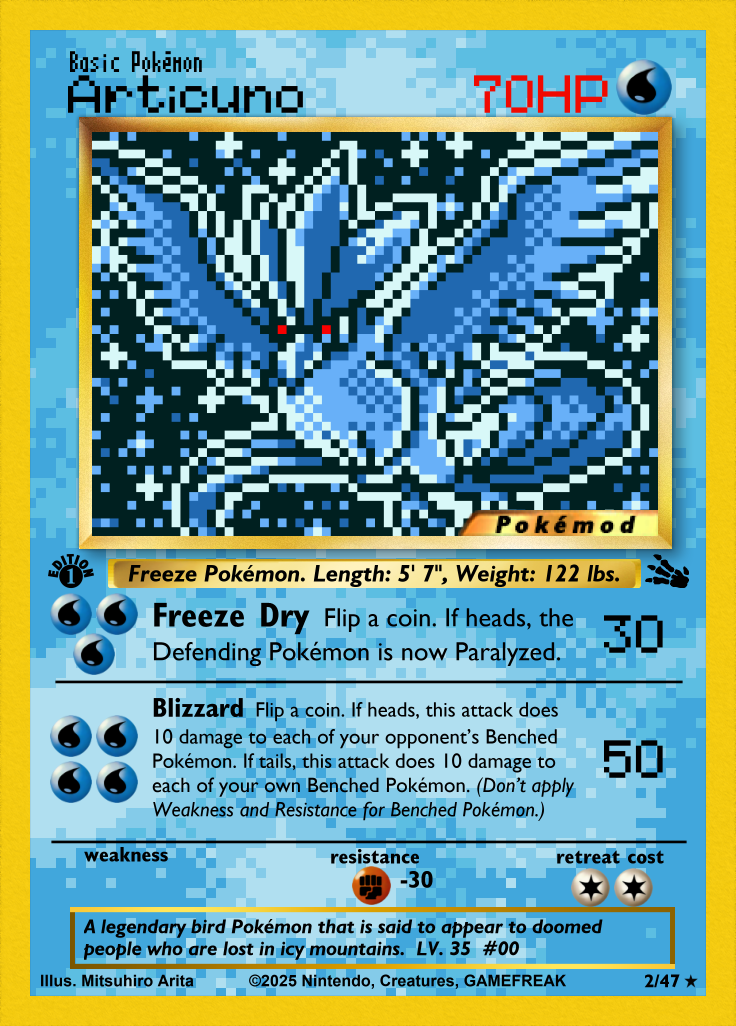 Basic Pokémon
Articuno 70HP
Pokémod
EDITION
1
Freeze Pokémon. Length: 5' 7", Weight: 122 lbs.
Freeze Dry Flip a coin. If heads, the
Defending Pokémon is now Paralyzed.
30
Blizzard Flip a coin. If heads, this attack does
10 damage to each of your opponent's Benched
Pokémon. If tails, this attack does 10 damage to
each of your own Benched Pokémon. (Don't apply
Weakness and Resistance for Benched Pokémon.)
50
weakness resistance retreat cost
-30
A legendary bird Pokémon that is said to appear to doomed
people who are lost in icy mountains. LV. 35 #00
Illus. Mitsuhiro Arita ©2025 Nintendo, Creatures, GAMEFREAK 2/47 ★